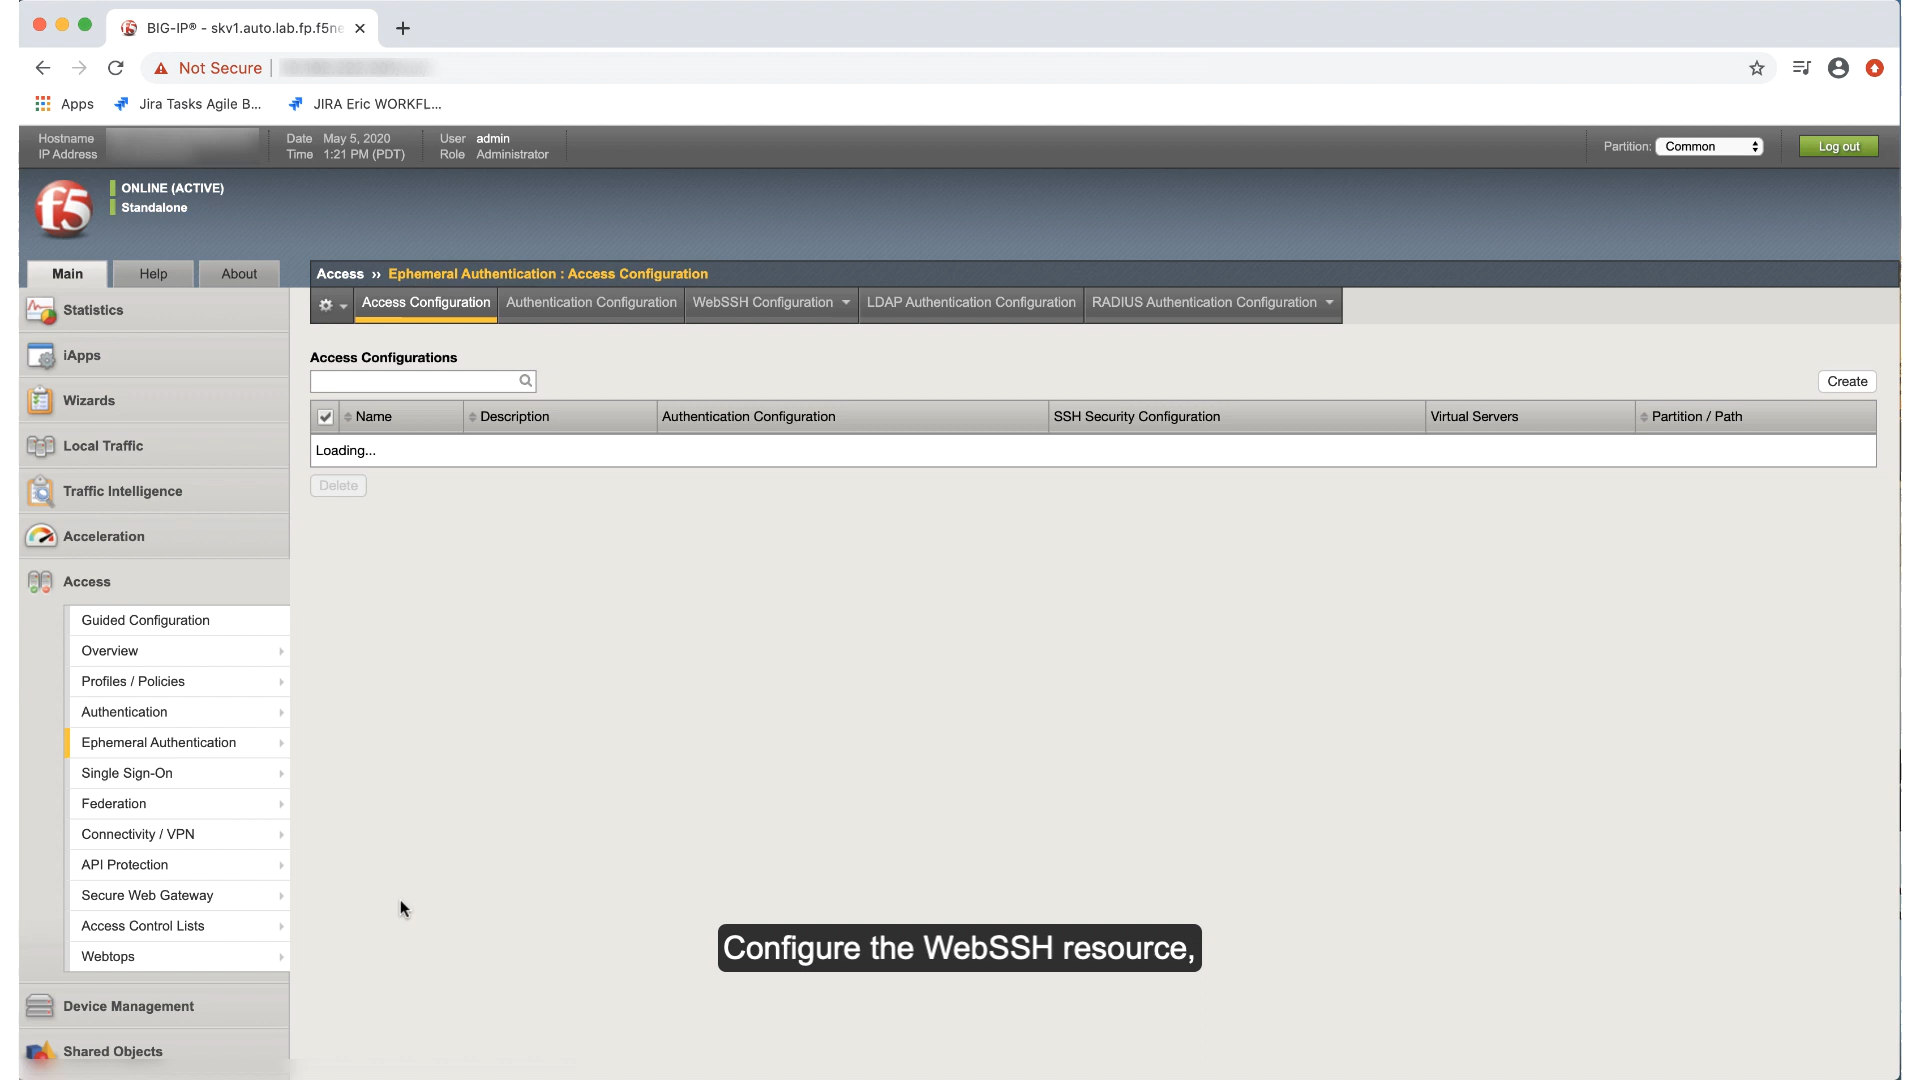 BIG-IP® - skv1.auto.lab.fp.f5ne
Not Secure
Apps
Jira Tasks Agile B...
JIRA Eric WORKFL...
Hostname
IP Address
Date May 5, 2020
Time 1:21 PM (PDT)
User admin
Role Administrator
Partition: Common
Log out
f5
ONLINE (ACTIVE)
Standalone
Main
Help
About
Access ›› Ephemeral Authentication : Access Configuration
Access Configuration
Authentication Configuration
WebSSH Configuration
LDAP Authentication Configuration
RADIUS Authentication Configuration
Statistics
iApps
Wizards
Local Traffic
Traffic Intelligence
Acceleration
Access
Guided Configuration
Overview
Profiles / Policies
Authentication
Ephemeral Authentication
Single Sign-On
Federation
Connectivity / VPN
API Protection
Secure Web Gateway
Access Control Lists
Webtops
Device Management
Shared Objects
Access Configurations
Create
Name
Description
Authentication Configuration
SSH Security Configuration
Virtual Servers
Partition / Path
Loading...
Delete
Configure the WebSSH resource,